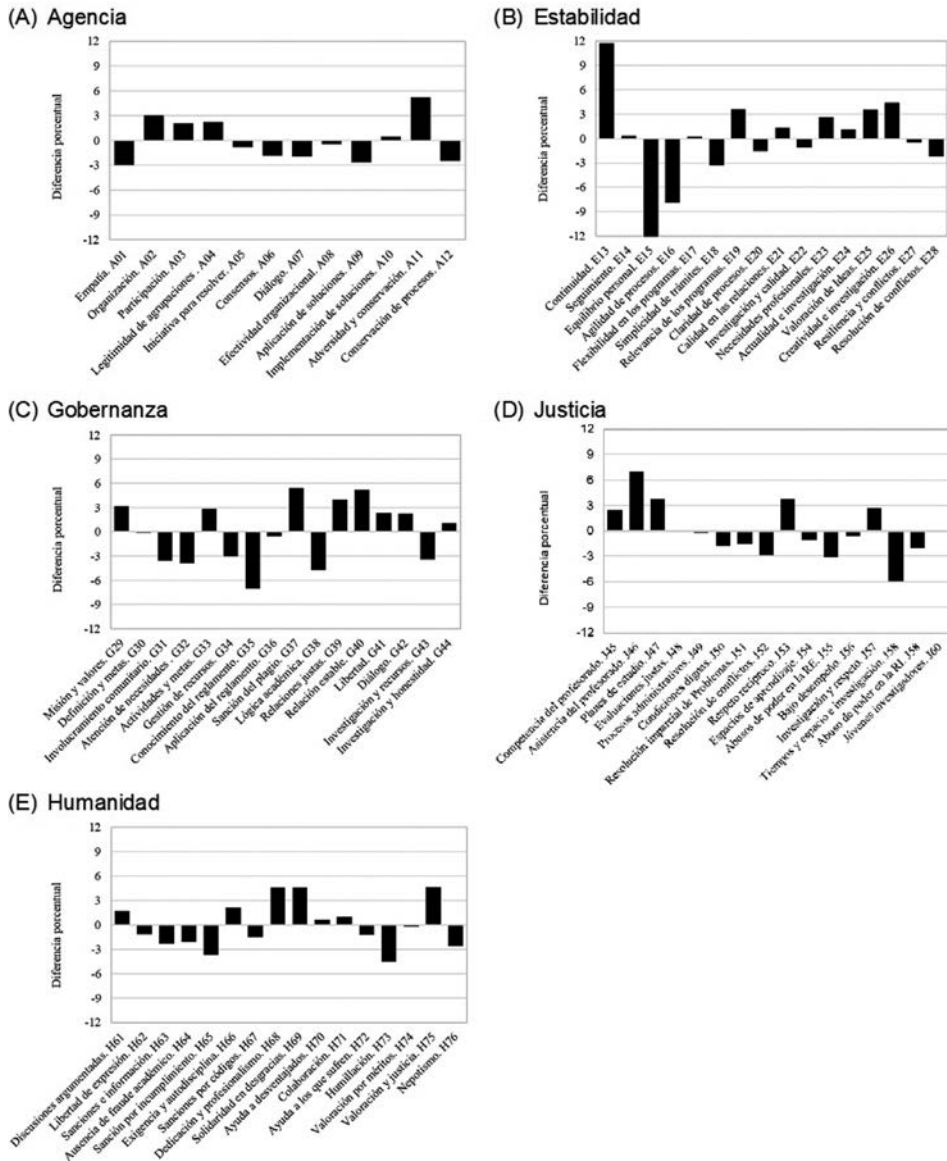 (A) Agencia
12
9
6
3
0
-3
-6
-9
-12
Diferencia porcentual
Empatía. A01
Organización. A02
Participación. A03
Legitimidad de agrupaciones . A04
Iniciativa para resolver. A05
Consensos. A06
Diálogo. A07
Efectividad organizacional. A08
Aplicación de soluciones. A09
Implementación de soluciones. A10
Adversidad y conservación. A11
Conservación de procesos. A12
(B) Estabilidad
12
9
6
3
0
-3
-6
-9
-12
Diferencia porcentual
Continuidad. E13
Seguimiento. E14
Equilibrio personal. E15
Agilidad de procesos. E16
Flexibilidad en los programas. E17
Simplicidad de trámites. E18
Relevancia de los programas. E19
Claridad de procesos. E20
Calidad en las relaciones. E21
Investigación y calidad. E22
Necesidades profesionales. E23
Actualidad e investigación. E24
Valoración de Ideas. E25
Creatividad e investigación. E26
Resiliencia y conflictos. E27
Resolución de conflictos. E28
(C) Gobernanza
12
9
6
3
0
-3
-6
-9
-12
Diferencia porcentual
Misión y valores. G29
Definición y metas. G30
Involucramiento comunitario. G31
Atención de necesidades . G32
Actividades y metas. G33
Gestión de recursos. G34
Conocimiento del reglamento. G35
Aplicación del reglamento. G36
Sanción del plagio. G37
Lógica académica. G38
Relaciones justas. G39
Relación estable. G40
Libertad. G41
Diálogo. G42
Investigación y recursos. G43
Investigación y honestidad. G44
(D) Justicia
12
9
6
3
0
-3
-6
-9
-12
Diferencia porcentual
Competencia del profesorado. J45
Asistencia del profesorado. J46
Planes de estudio. J47
Evaluaciones justas. J48
Procesos administrativos. J49
Condiciones dignas. J50
Resolución imparcial de Problemas. J51
Resolución de conflictos. J52
Respeto recíproco. J53
Espacios de aprendizaje. J54
Abusos de poder en la RE. J55
Bajo desempeño. J56
Investigación y respeto. J57
Tiempos y espacio e investigación. J58
Abuso de poder en la RI. J58
Jóvenes investigadores. J60
(E) Humanidad
12
9
6
3
0
-3
-6
-9
-12
Diferencia porcentual
Discusiones argumentadas. H61
Libertad de expresión. H62
Sanciones e información. H63
Ausencia de fraude académico. H64
Sanción por incumplimiento. H65
Exigencia y autodisciplina. H66
Sanciones por códigos. H67
Dedicación y profesionalismo. H68
Solidaridad en desgracias. H69
Ayuda a desventajados. H70
Colaboración. H71
Ayuda a los que sufren. H72
Humillación. H73
Valoración por méritos. H74
Valoración y justicia. H75
Nepotismo. H76